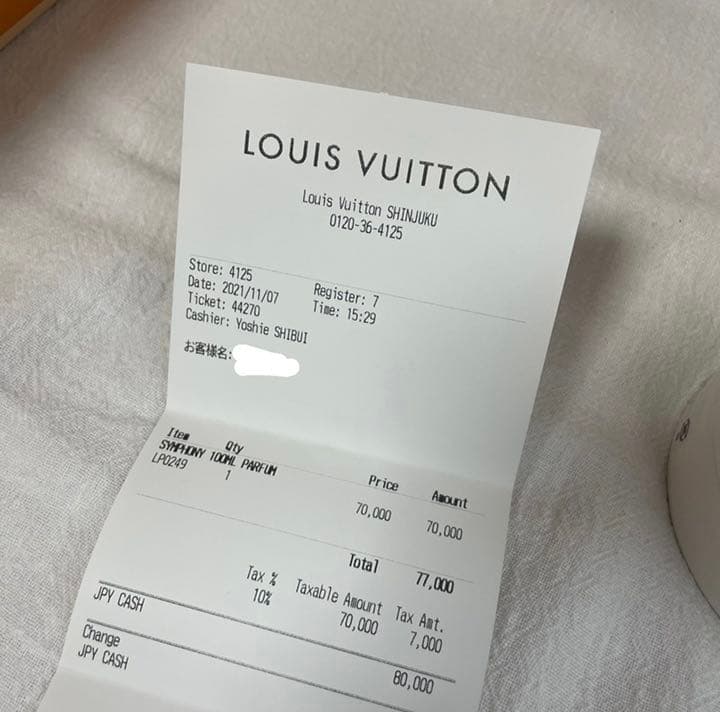 LOUIS VUITTON
Louis Vuitton SHINJUKU
0120-36-4125
Store: 4125 Register: 7
Date: 2021/11/07 Time: 15:29
Ticket: 44270
Cashier: Yoshie SHIBUI
お客様名:
Item Qty Price Amount
SYMPHONY 100ML PARFUM
LP0249 1 70,000 70,000
Total 77,000
Tax % Taxable Amount Tax Amt.
10% 70,000 7,000
JPY CASH 80,000
Change
JPY CASH